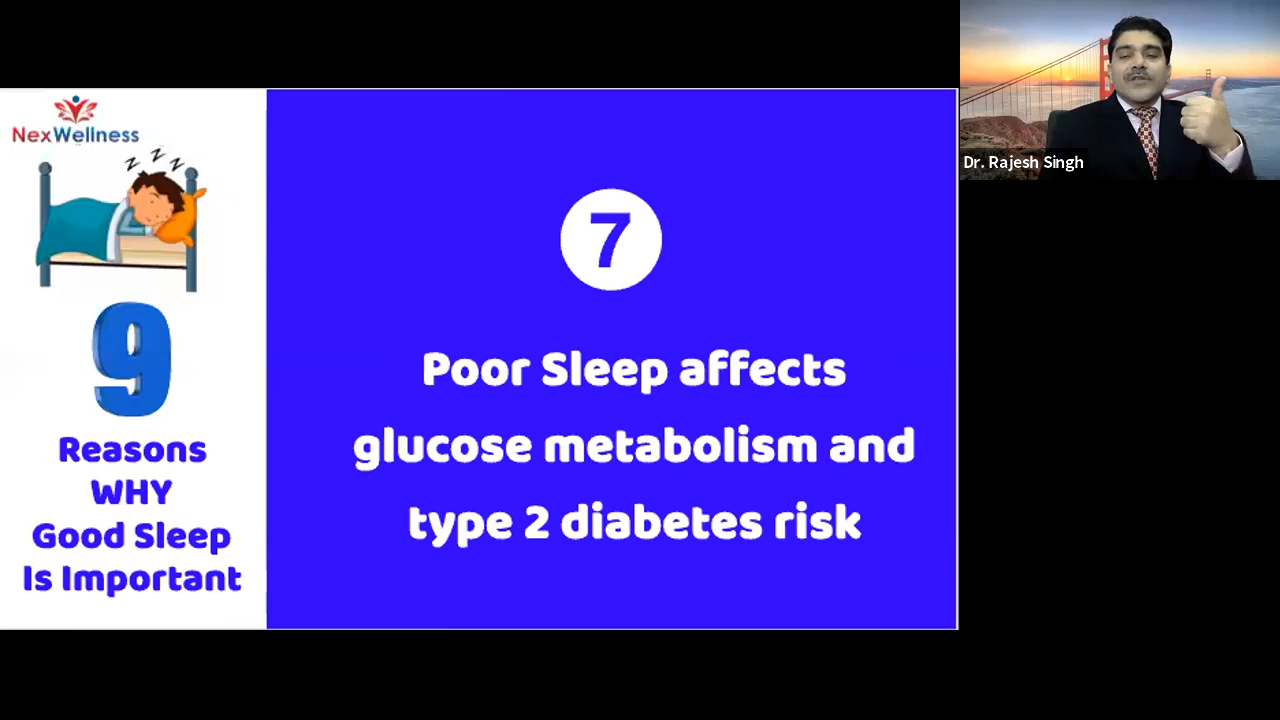 NexWellness
z z z
9
Reasons
WHY
Good Sleep
Is Important
7
Poor Sleep affects
glucose metabolism and
type 2 diabetes risk
Dr. Rajesh Singh